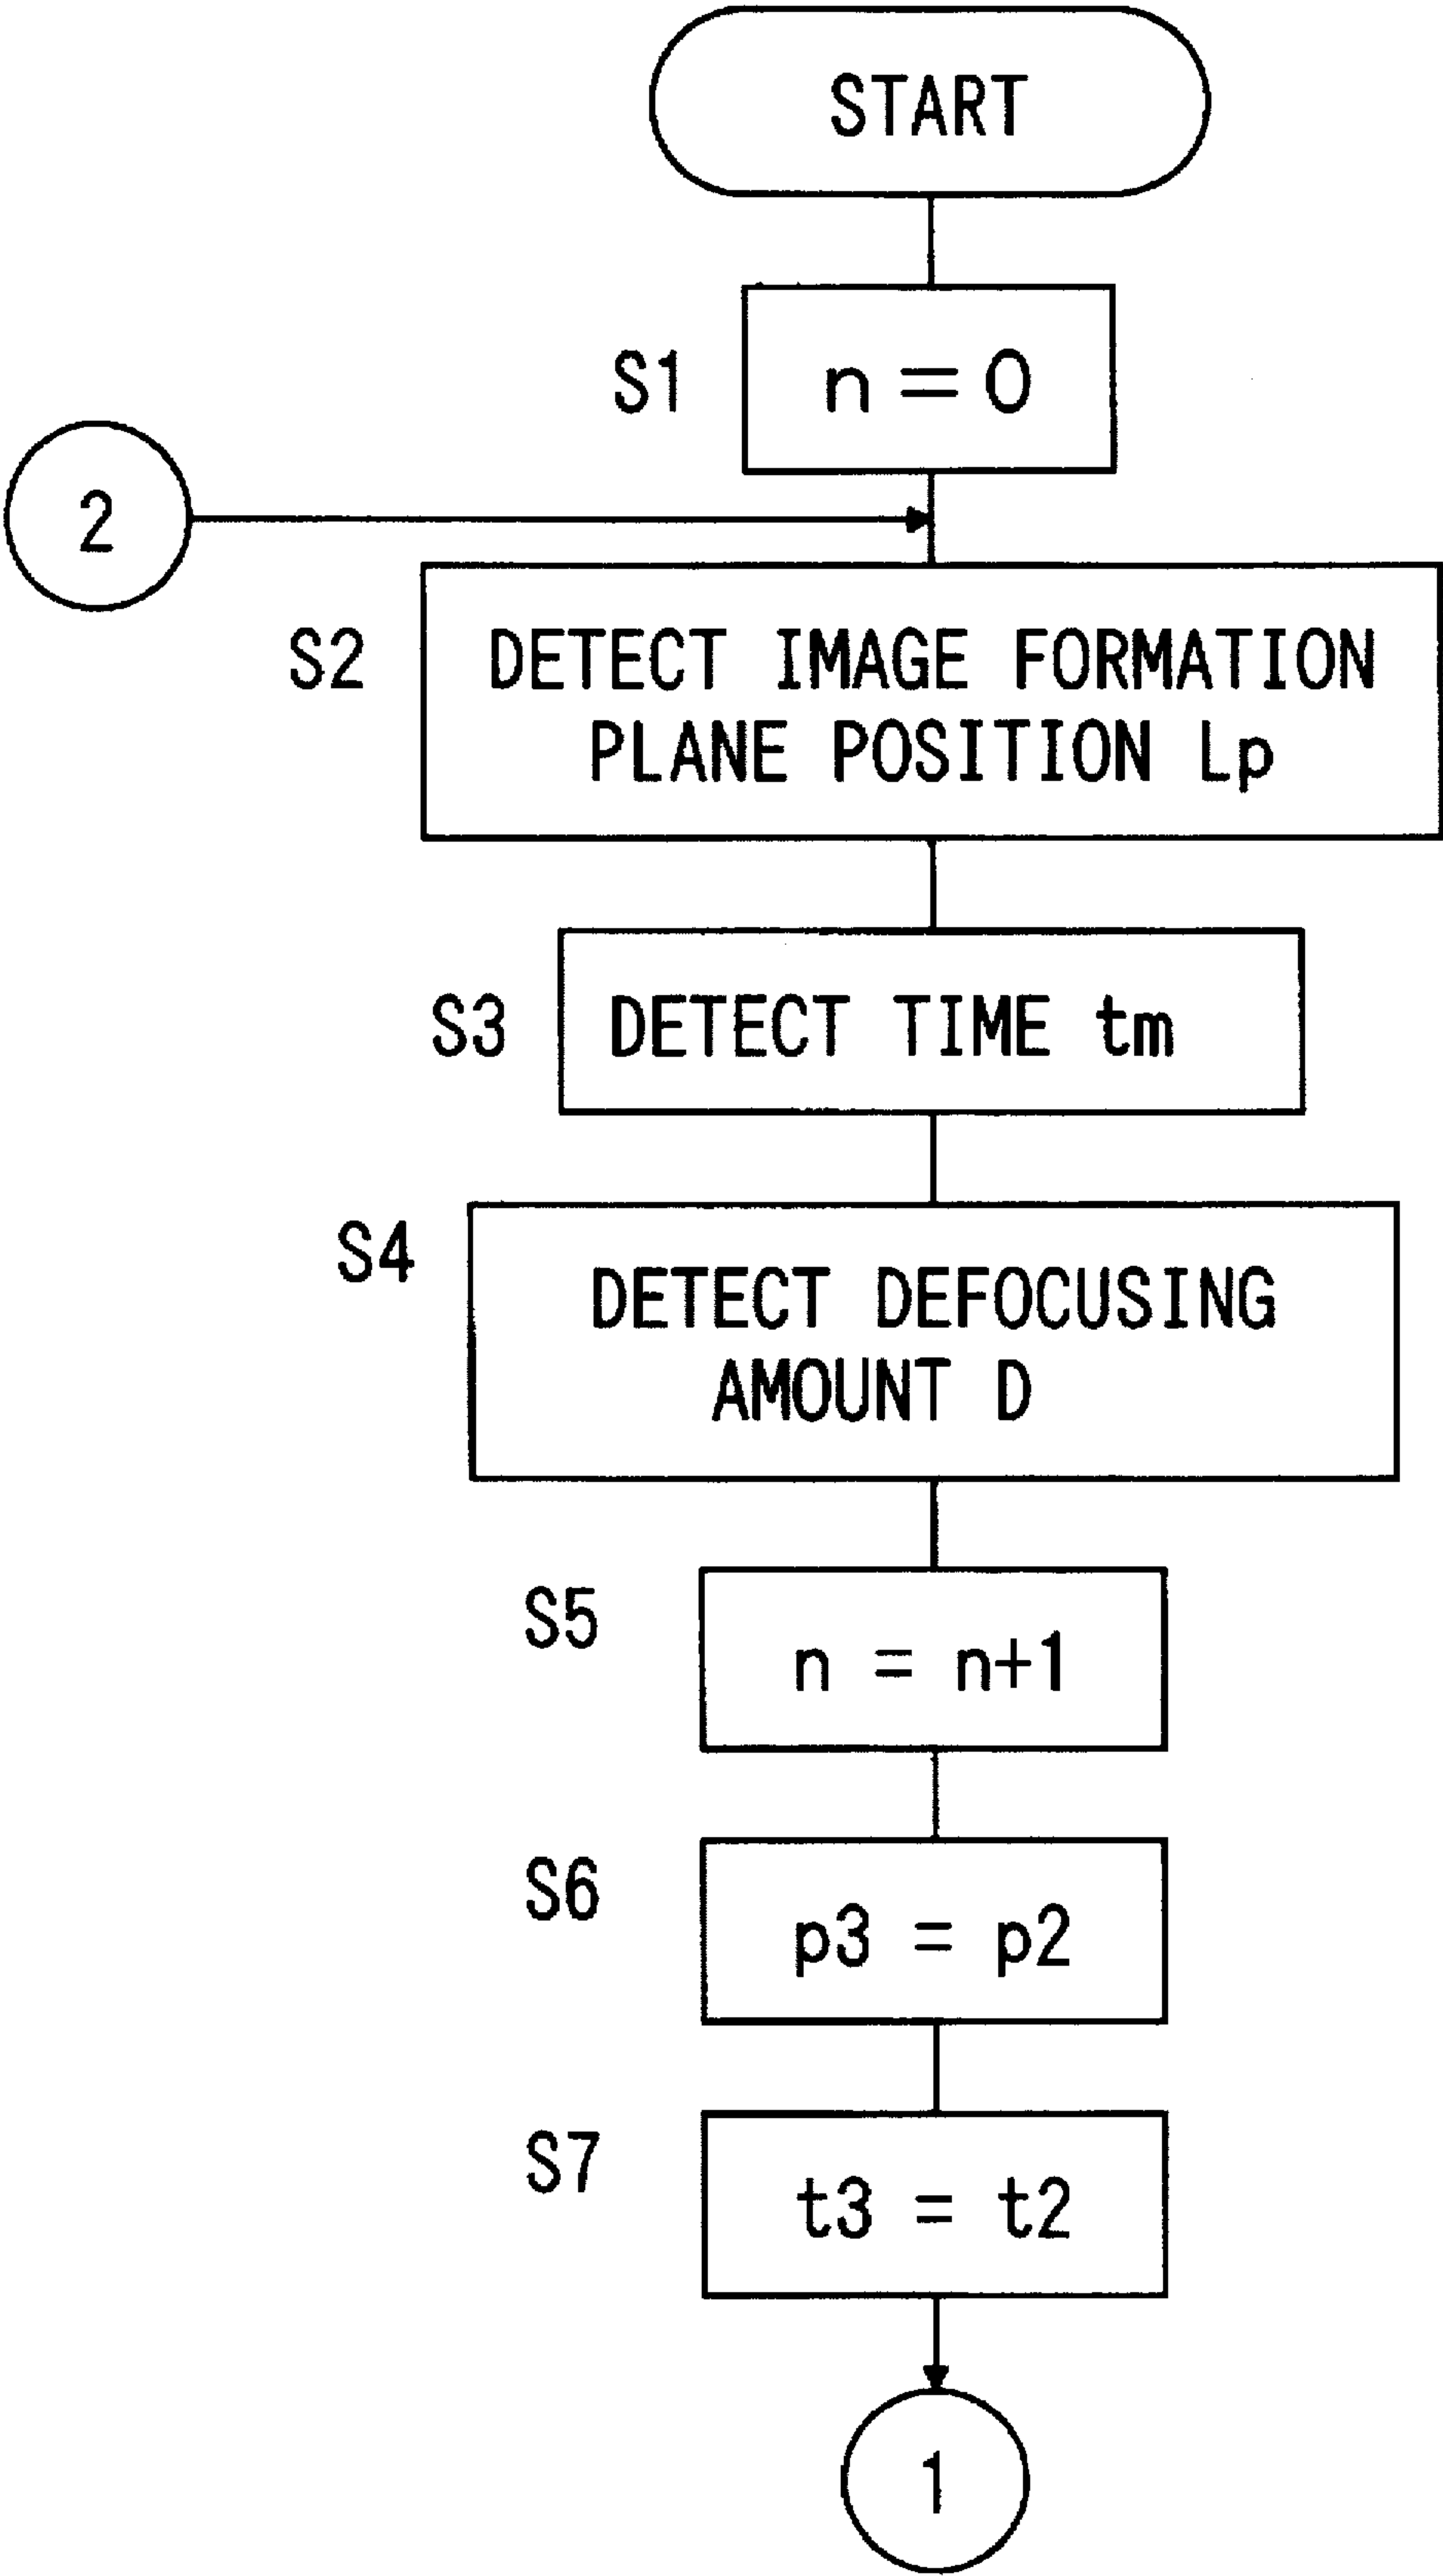 START
S1
n = 0
2
S2
DETECT IMAGE FORMATION
PLANE POSITION Lp
S3
DETECT TIME tm
S4
DETECT DEFOCUSING
AMOUNT D
S5
n = n+1
S6
p3 = p2
S7
t3 = t2
1